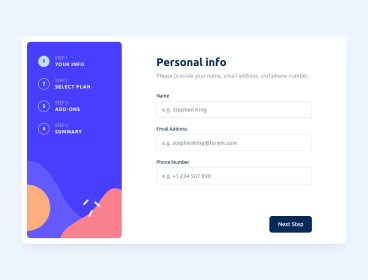 1
STEP 1
YOUR INFO
2
STEP 2
SELECT PLAN
3
STEP 3
ADD-ONS
4
STEP 4
SUMMARY
Personal info
Please provide your name, email address, and phone number.
Name
e.g. Stephen King
Email Address
e.g. stephenking@lorem.com
Phone Number
e.g. +1 234 567 890
Next Step